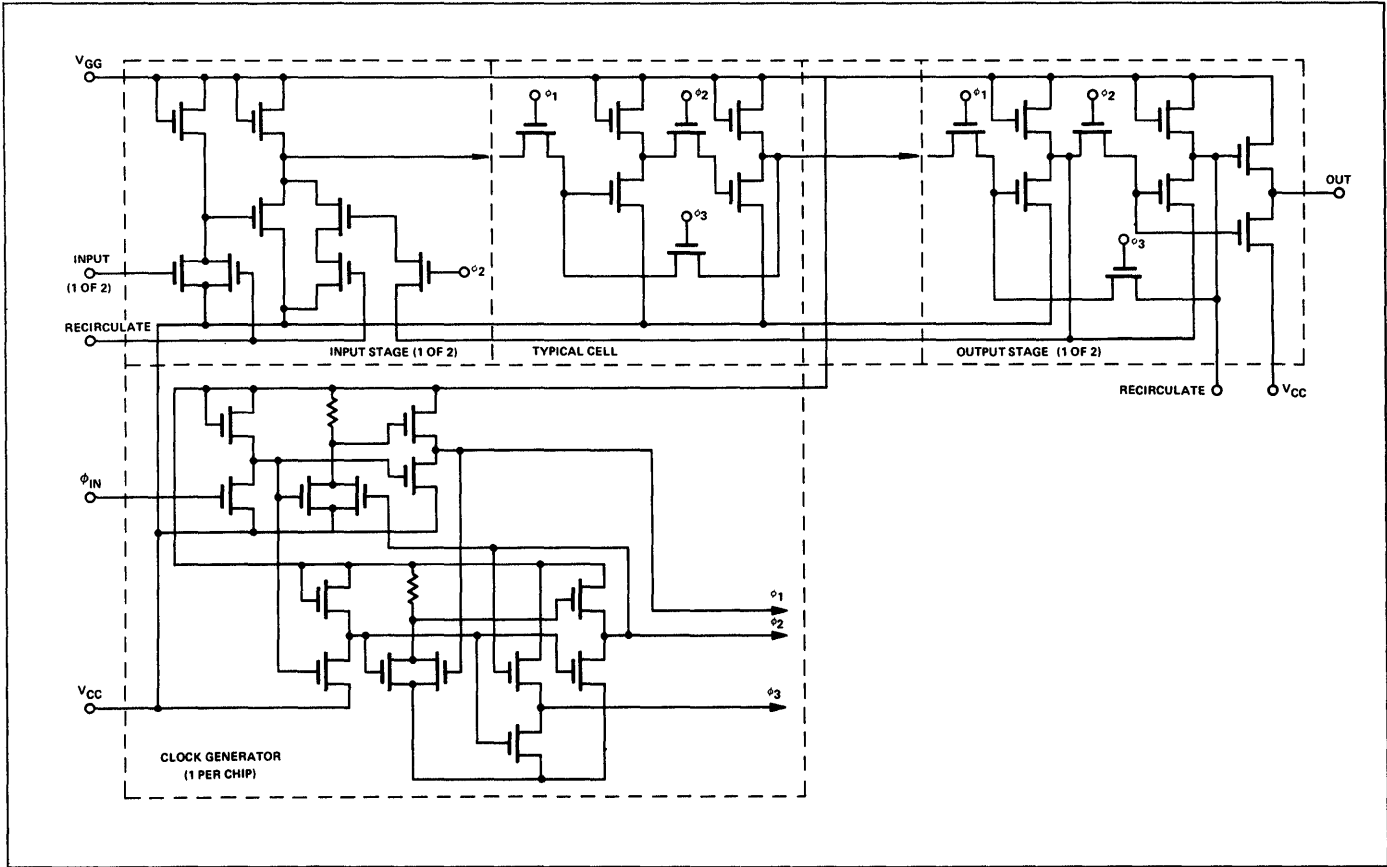 VGG
ϕ1
ϕ2
ϕ1
ϕ2
OUT
ϕ3
ϕ3
INPUT
(1 OF 2)
ϕ2
RECIRCULATE
INPUT STAGE (1 OF 2)
TYPICAL CELL
OUTPUT STAGE (1 OF 2)
RECIRCULATE
VCC
ϕIN
ϕ1
ϕ2
VCC
ϕ3
CLOCK GENERATOR
(1 PER CHIP)